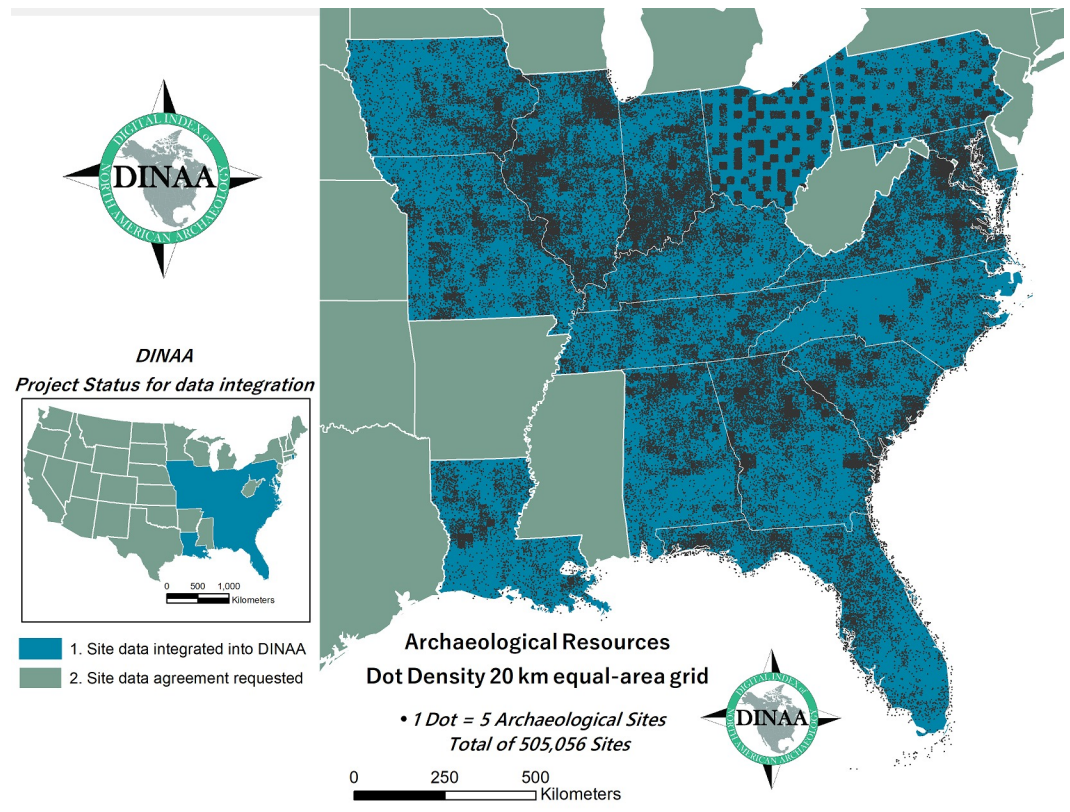 DIGITAL INDEX of
DINAA
NORTH AMERICAN ARCHAEOLOGY
DINAA
Project Status for data integration
0 500 1,000
Kilometers
1. Site data integrated into DINAA
2. Site data agreement requested
Archaeological Resources
Dot Density 20 km equal-area grid
• 1 Dot = 5 Archaeological Sites
Total of 505,056 Sites
0 250 500
Kilometers
DIGITAL INDEX of
DINAA
NORTH AMERICAN ARCHAEOLOGY